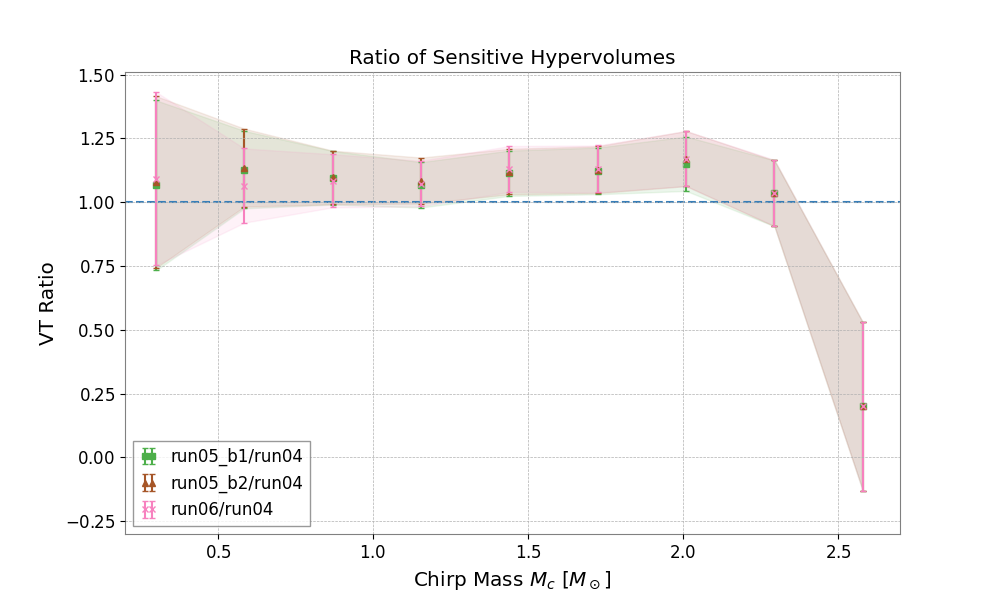 Ratio of Sensitive Hypervolumes
VT Ratio
1.50
1.25
1.00
0.75
0.50
0.25
0.00
−0.25
run05_b1/run04
run05_b2/run04
run06/run04
0.5 1.0 1.5 2.0 2.5
Chirp Mass $M_c$ [$M_\odot$]